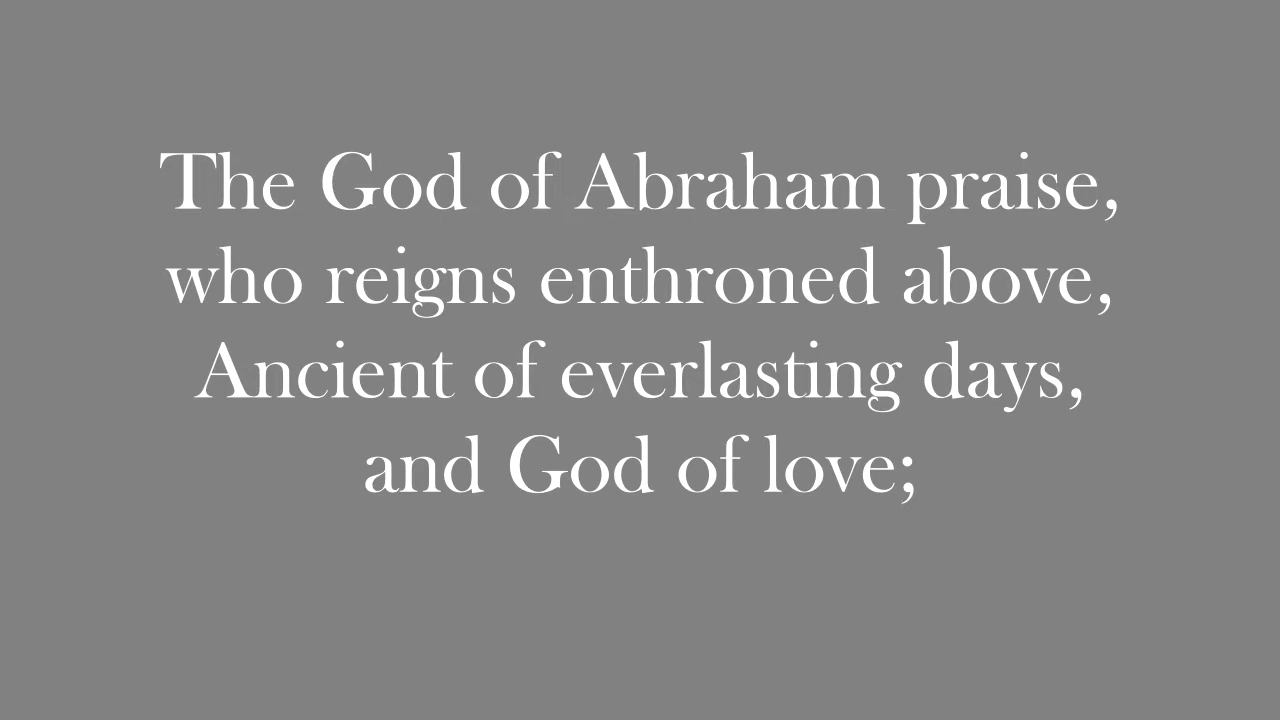 The God of Abraham praise,
who reigns enthroned above,
Ancient of everlasting days,
and God of love;